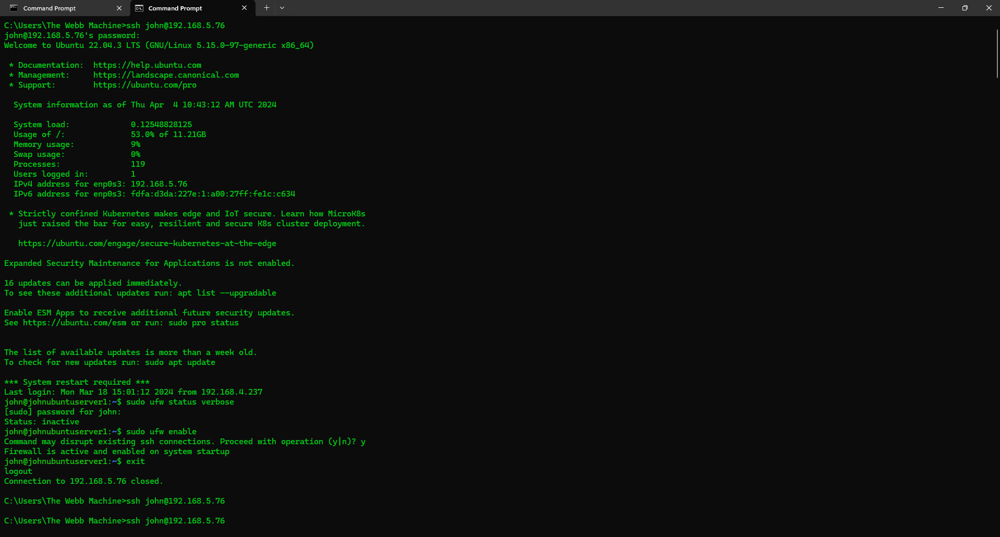 Command Prompt
Command Prompt
C:\Users\The Webb Machine>ssh john@192.168.5.76
john@192.168.5.76's password:
Welcome to Ubuntu 22.04.3 LTS (GNU/Linux 5.15.0-97-generic x86_64)
* Documentation:  https://help.ubuntu.com
* Management:     https://landscape.canonical.com
* Support:        https://ubuntu.com/pro
System information as of Thu Apr  4 10:43:12 AM UTC 2024
System load:             0.12548828125
Usage of /:              53.0% of 11.21GB
Memory usage:            9%
Swap usage:              0%
Processes:               119
Users logged in:         1
IPv4 address for enp0s3: 192.168.5.76
IPv6 address for enp0s3: fdfa:d3da:227e:1:a00:27ff:fe1c:c634
* Strictly confined Kubernetes makes edge and IoT secure. Learn how MicroK8s
just raised the bar for easy, resilient and secure K8s cluster deployment.
https://ubuntu.com/engage/secure-kubernetes-at-the-edge
Expanded Security Maintenance for Applications is not enabled.
16 updates can be applied immediately.
To see these additional updates run: apt list --upgradable
Enable ESM Apps to receive additional future security updates.
See https://ubuntu.com/esm or run: sudo pro status
The list of available updates is more than a week old.
To check for new updates run: sudo apt update
*** System restart required ***
Last login: Mon Mar 18 15:01:12 2024 from 192.168.4.237
john@johnubuntuserver1:~$ sudo ufw status verbose
[sudo] password for john:
Status: inactive
john@johnubuntuserver1:~$ sudo ufw enable
Command may disrupt existing ssh connections. Proceed with operation (y|n)? y
Firewall is active and enabled on system startup
john@johnubuntuserver1:~$ exit
logout
Connection to 192.168.5.76 closed.
C:\Users\The Webb Machine>ssh john@192.168.5.76
C:\Users\The Webb Machine>ssh john@192.168.5.76